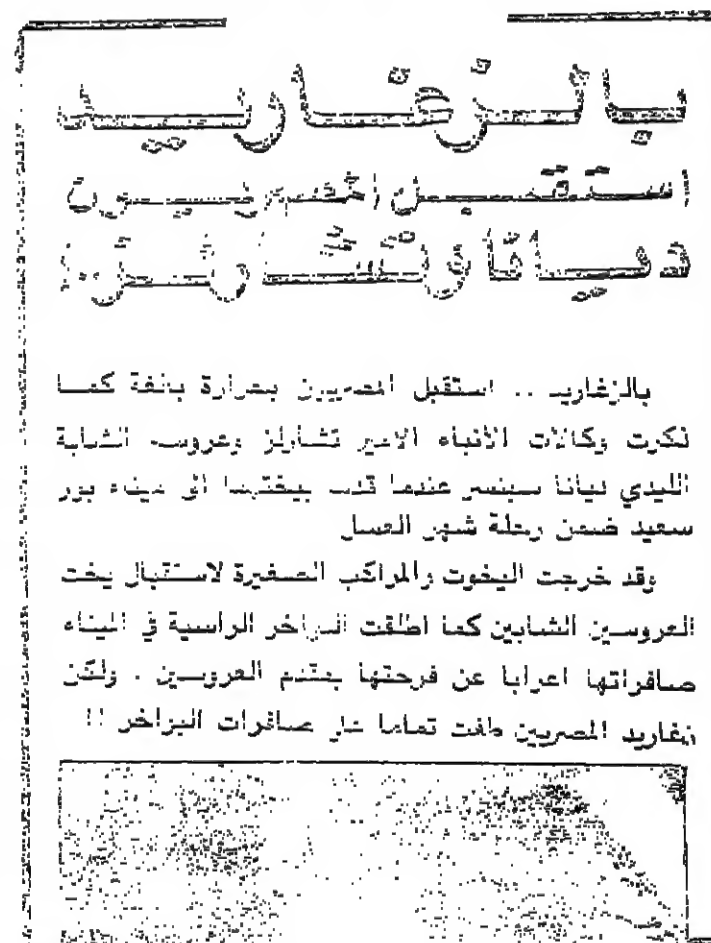 بالزغاريد
استقبل المصريون
ديانا وتشارلز
بالزغاريد .. استقبل المصريون بحرارة بالغة كما
ذكرت وكالات الأنباء الامير تشارلز وعروسه الشابة
الليدي ديانا سبنسر عندما قدما بيختهما الى ميناء بور
سعيد ضمن رحلة شهر العسل
وقد خرجت اليخوت والمراكب الصغيرة لاستقبال يخت
العروسين الشابين كما اطلقت البواخر الراسية في الميناء
صافراتها اعرابا عن فرحتها بمقدم العروسين . ولكن
زغاريد المصريين طغت تماما على صافرات البواخر !!